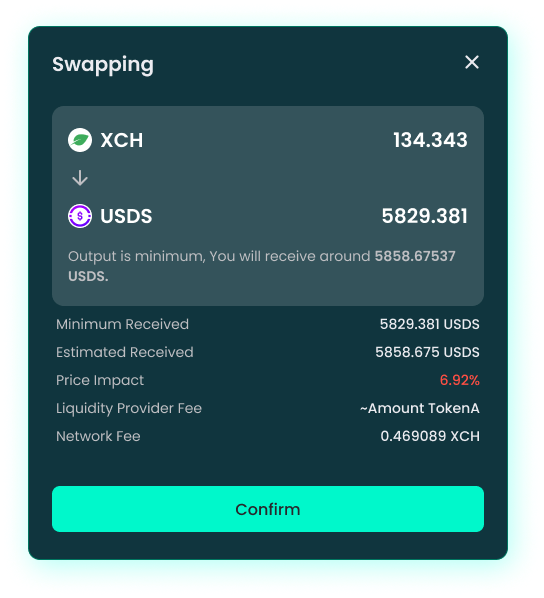 Swapping
XCH 134.343
USDS 5829.381
Output is minimum, You will receive around 5858.67537
USDS.
Minimum Received 5829.381 USDS
Estimated Received 5858.675 USDS
Price Impact 6.92%
Liquidity Provider Fee ~Amount TokenA
Network Fee 0.469089 XCH
Confirm